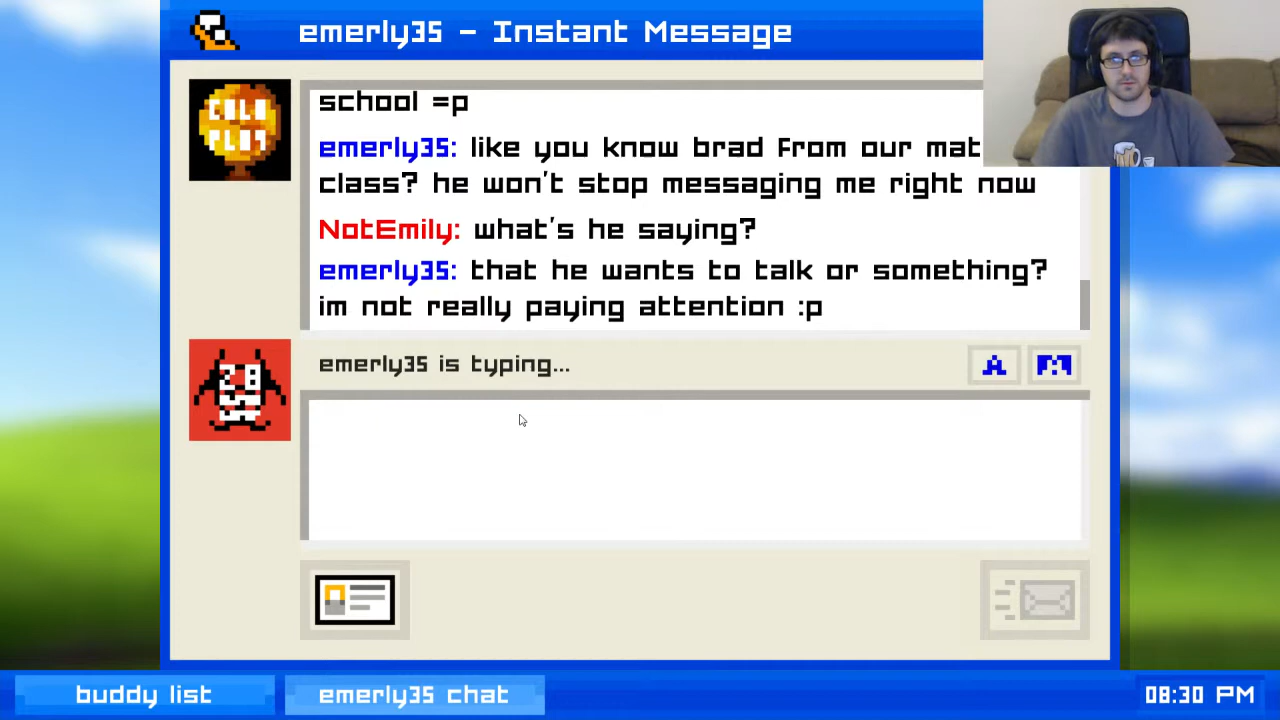 emerly35 - Instant Message
COLD
PLAY
school =p
emerly35: like you know brad from our mat
class? he won't stop messaging me right now
NotEmily: what's he saying?
emerly35: that he wants to talk or something?
im not really paying attention :p
emerly35 is typing...
A
buddy list
emerly35 chat
08:30 PM